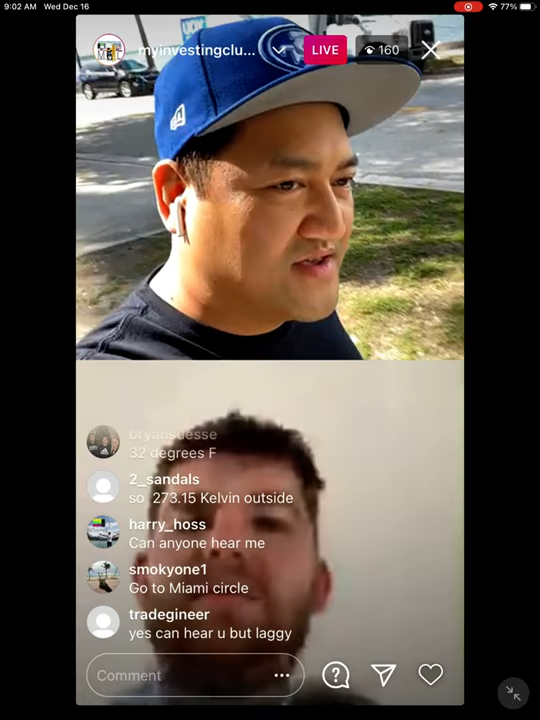 9:02 AM Wed Dec 16
77%
myinvestingclu...
LIVE
160
bryansuesse
32 degrees F
2_sandals
so 273.15 Kelvin outside
harry_hoss
Can anyone hear me
smokyone1
Go to Miami circle
tradegineer
yes can hear u but laggy
Comment